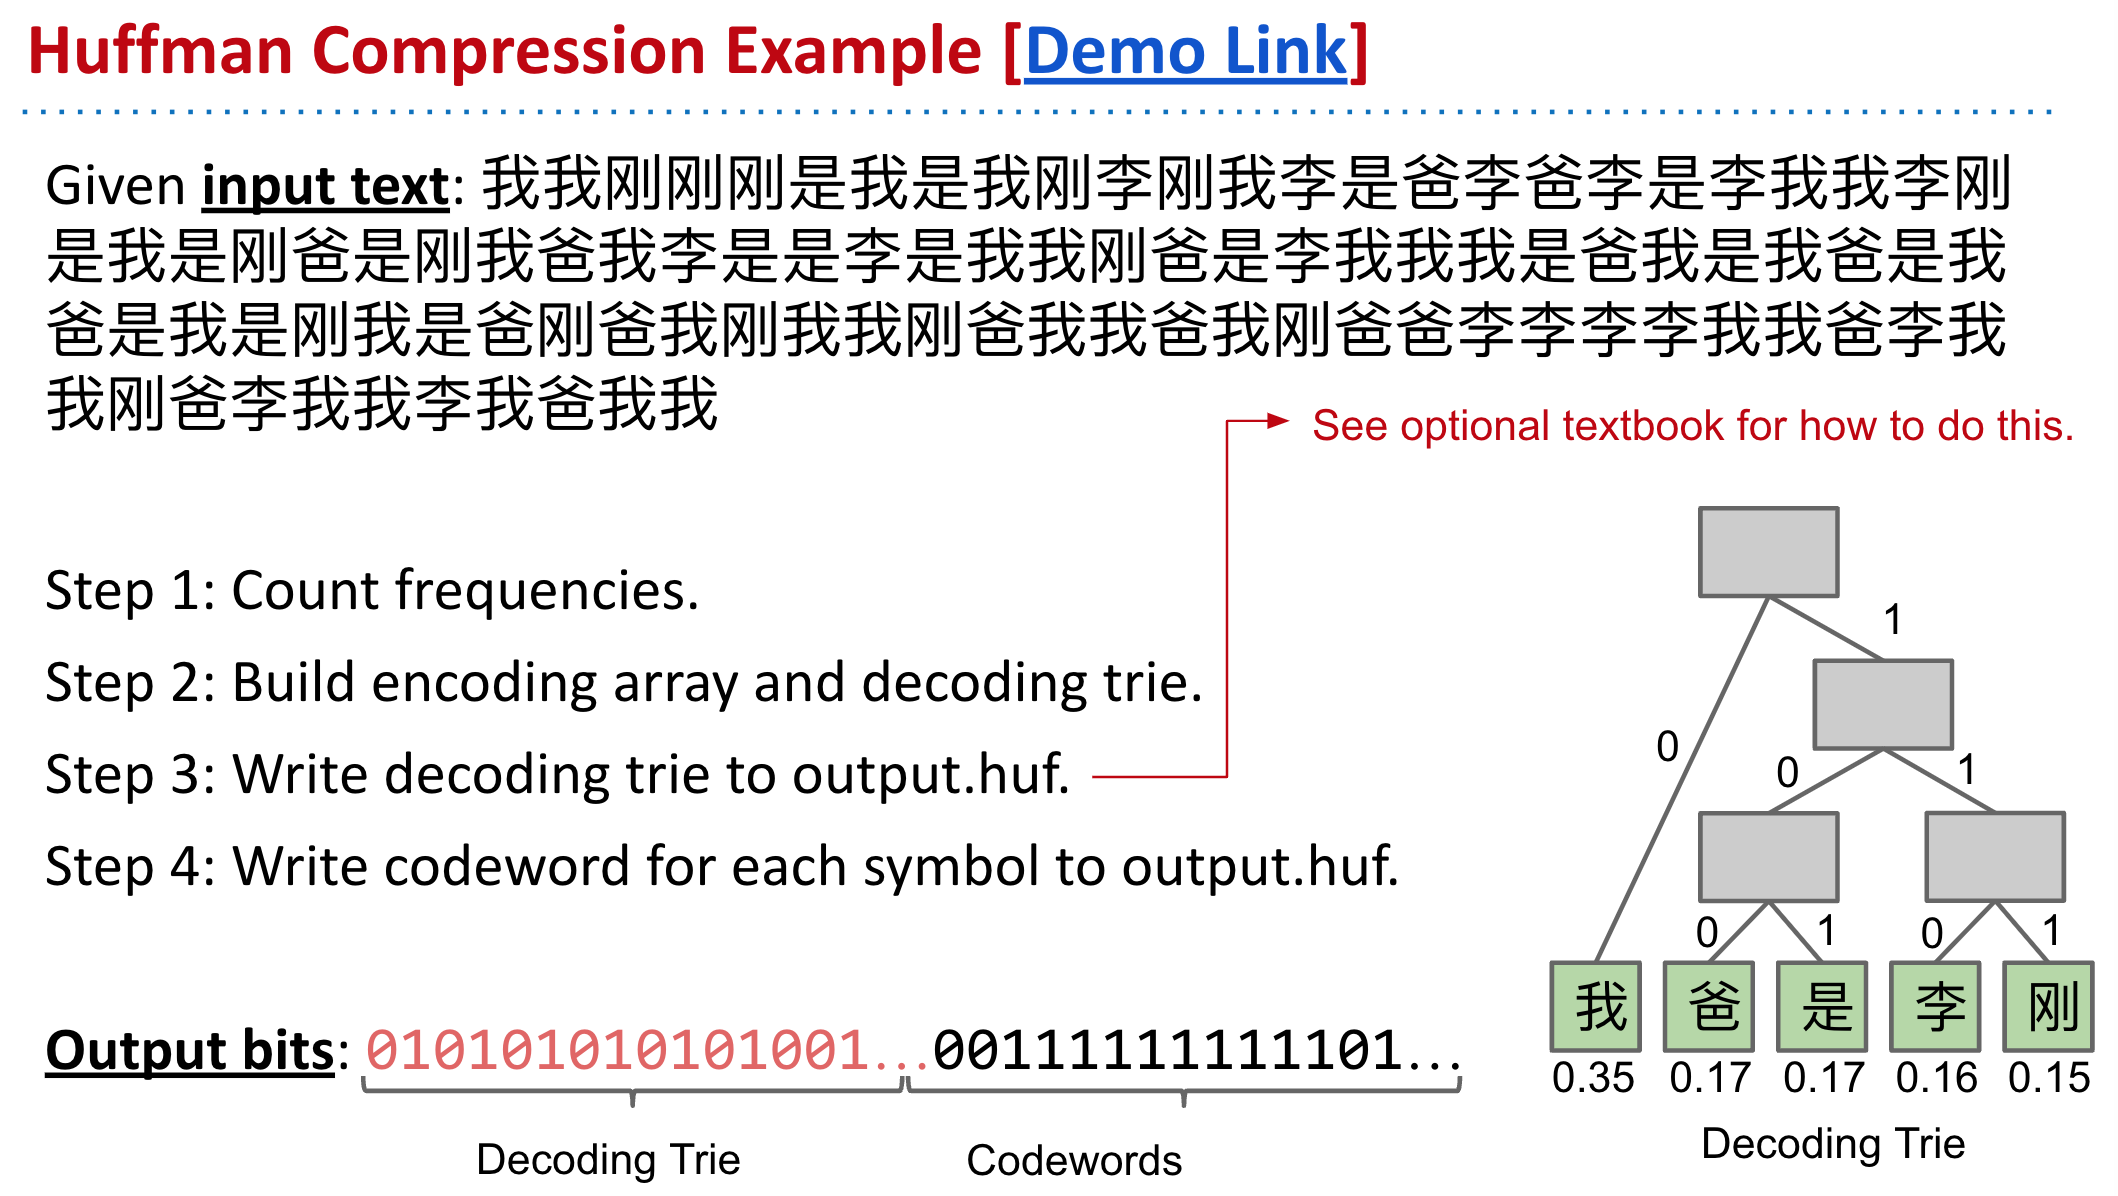 Huffman Compression Example [Demo Link]
Given input text: 我我刚刚刚是我是我刚李刚我李是爸李爸李是李我我李刚
是我是刚爸是刚我爸我李是是李是我我刚爸是李我我我是爸我是我爸是我
爸是我是刚我是爸刚爸我刚我我刚爸我我爸我刚爸爸李李李李我我爸李我
我刚爸李我我李我爸我我
See optional textbook for how to do this.
Step 1: Count frequencies.
Step 2: Build encoding array and decoding trie.
Step 3: Write decoding trie to output.huf.
Step 4: Write codeword for each symbol to output.huf.
Output bits: 010101010101001...00111111111101...
Decoding Trie
Codewords
1
0
0
1
0
1
0
1
我 爸 是 李 刚
0.35 0.17 0.17 0.16 0.15
Decoding Trie